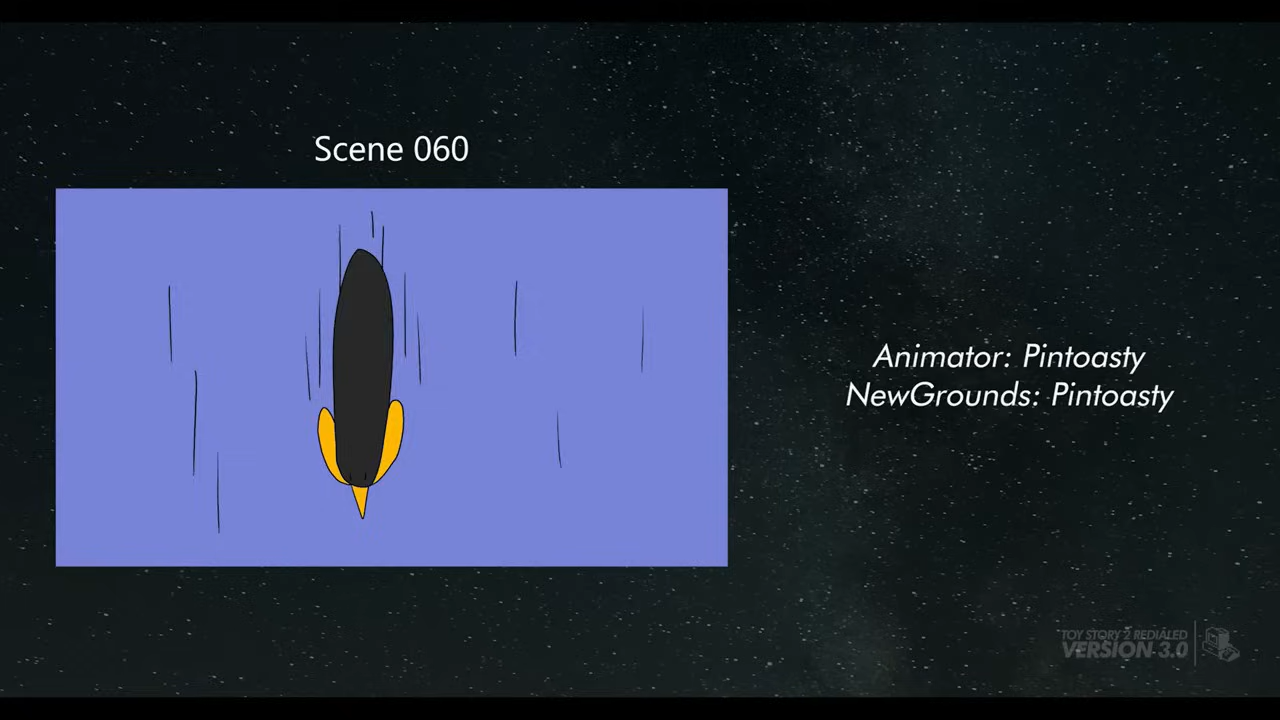 Scene 060
Animator: Pintoasty
NewGrounds: Pintoasty
TOY STORY 2 REDIALED
VERSION 3.0